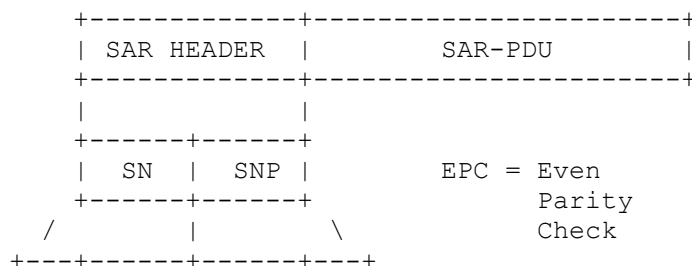 SAR HEADER SAR-PDU
SN SNP EPC = Even
Parity
Check